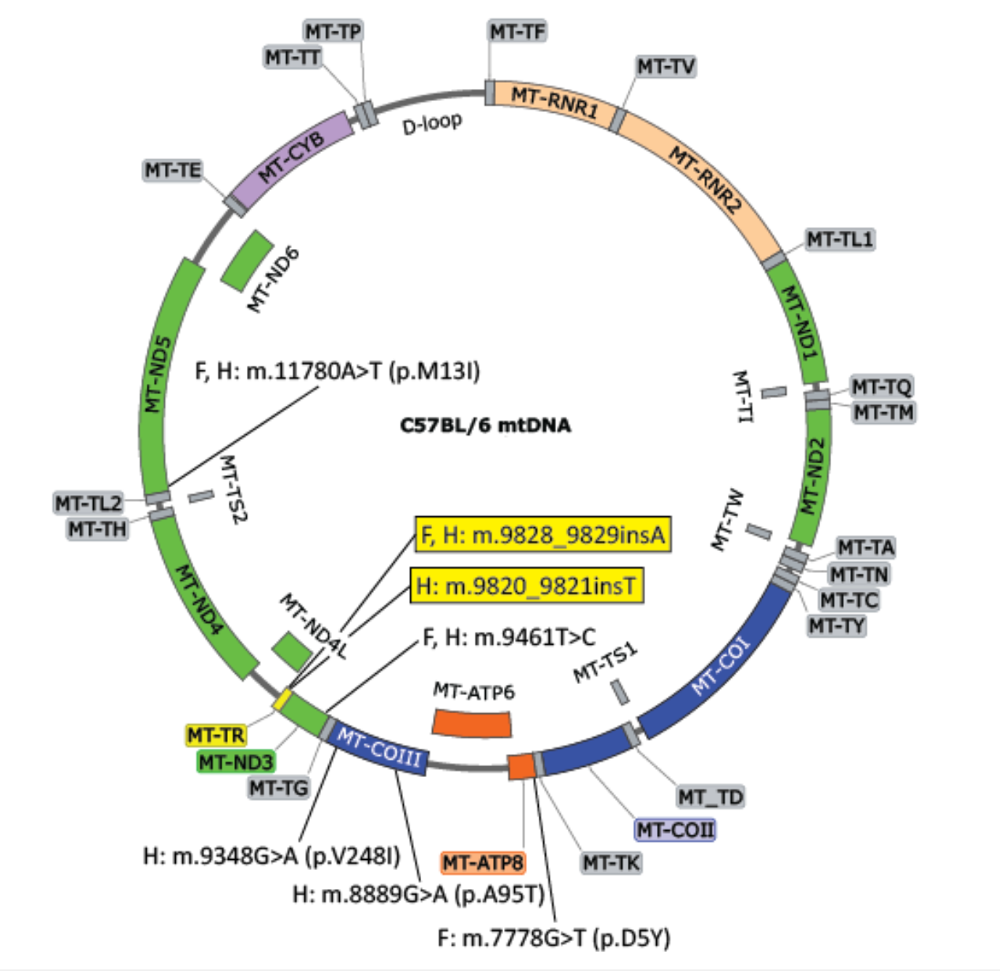 MT-TP
MT-TF
MT-TT
MT-TV
MT-RNR1
D-loop
MT-CYB
MT-RNR2
MT-TE
MT-TL1
MT-ND6
MT-ND1
MT-ND5
F, H: m.11780A>T (p.M13I)
MT-TI
MT-TQ
MT-TM
C57BL/6 mtDNA
MT-ND2
MT-TS2
MT-TL2
MT-TH
MT-TW
F, H: m.9828_9829insA
MT-TA
MT-TN
H: m.9820_9821insT
MT-ND4
MT-TC
MT-TY
MT-ND4L
F, H: m.9461T>C
MT-TS1
MT-COI
MT-ATP6
MT-TR
MT-COIII
MT-ND3
MT-TG
MT_TD
MT-COII
H: m.9348G>A (p.V248I)
MT-ATP8
MT-TK
H: m.8889G>A (p.A95T)
F: m.7778G>T (p.D5Y)